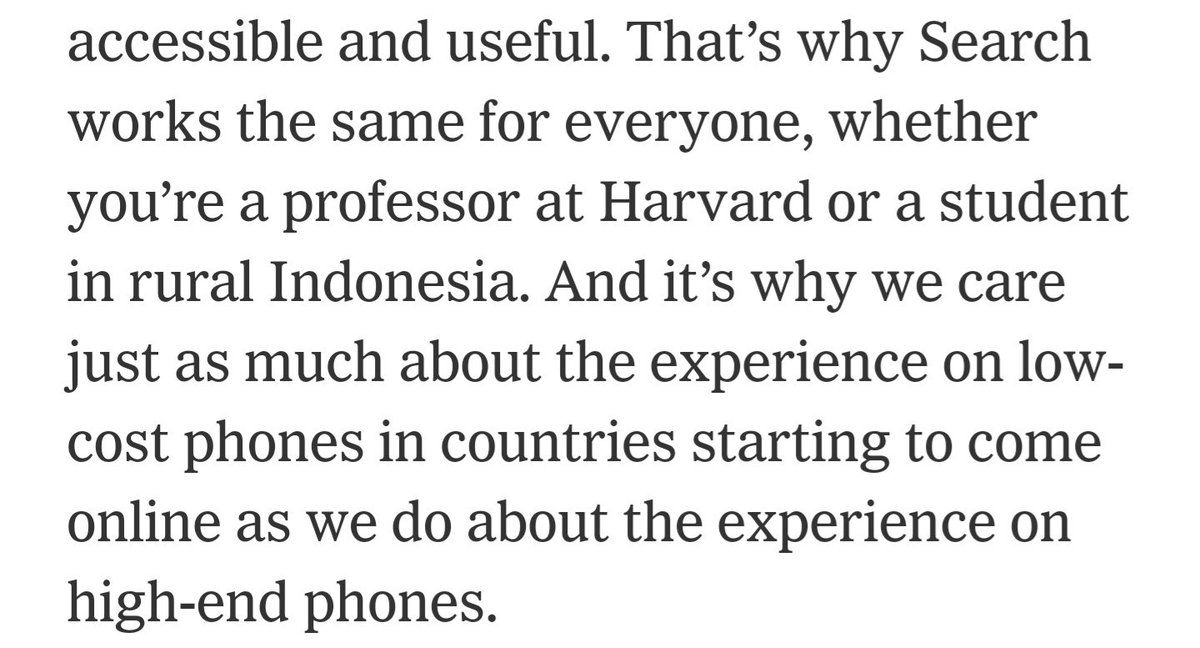 accessible and useful. That’s why Search
works the same for everyone, whether
you’re a professor at Harvard or a student
in rural Indonesia. And it’s why we care
just as much about the experience on low-
cost phones in countries starting to come
online as we do about the experience on
high-end phones.